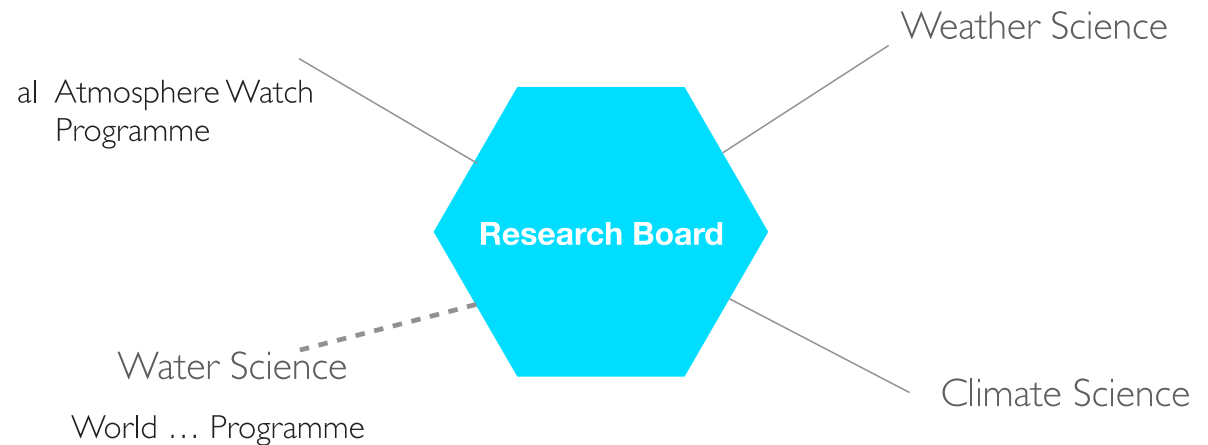 Weather Science
al Atmosphere Watch
Programme
Research Board
Water Science
Climate Science
World … Programme